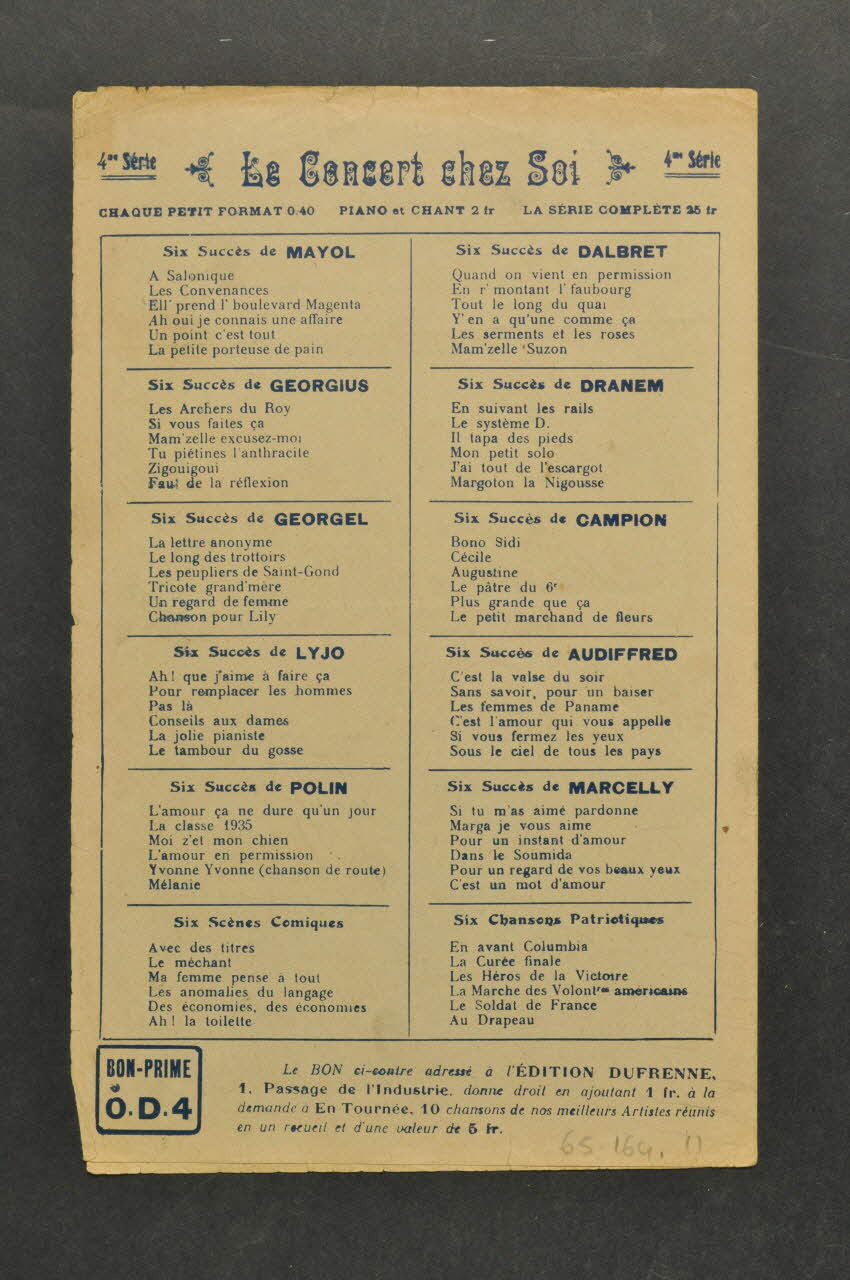 4me Série
Le Concert chez Soi
4me Série
CHAQUE PETIT FORMAT 0.40 PIANO et CHANT 2 fr LA SÉRIE COMPLÈTE 25 fr
Six Succès de MAYOL
A Salonique
Les Convenances
Ell' prend l' boulevard Magenta
Ah oui je connais une affaire
Un point c'est tout
La petite porteuse de pain
Six Succès de GEORGIUS
Les Archers du Roy
Si vous faites ça
Mam'zelle excusez-moi
Tu piétines l'anthracite
Zigouigoui
Faut de la réflexion
Six Succès de GEORGEL
La lettre anonyme
Le long des trottoirs
Les peupliers de Saint-Gond
Tricote grand'mère
Un regard de femme
Chanson pour Lily
Six Succès de LYJO
Ah! que j'aime à faire ça
Pour remplacer les hommes
Pas là
Conseils aux dames
La jolie pianiste
Le tambour du gosse
Six Succès de POLIN
L'amour ça ne dure qu'un jour
La classe 1935
Moi z'et mon chien
L'amour en permission
Yvonne Yvonne (chanson de route)
Mélanie
Six Scènes Comiques
Avec des titres
Le méchant
Ma femme pense à tout
Les anomalies du langage
Des économies, des économies
Ah! la toilette
Six Succès de DALBRET
Quand on vient en permission
En r'montant l'faubourg
Tout le long du quai
Y'en a qu'une comme ça
Les serments et les roses
Mam'zelle Suzon
Six Succès de DRANEM
En suivant les rails
Le système D.
Il tapa des pieds
Mon petit solo
J'ai tout de l'escargot
Margoton la Nigousse
Six Succès de CAMPION
Bono Sidi
Cécile
Augustine
Le pâtre du 6e
Plus grande que ça
Le petit marchand de fleurs
Six Succès de AUDIFFRED
C'est la valse du soir
Sans savoir, pour un baiser
Les femmes de Paname
C'est l'amour qui vous appelle
Si vous fermez les yeux
Sous le ciel de tous les pays
Six Succès de MARCELLY
Si tu m'as aimé pardonne
Marga je vous aime
Pour un instant d'amour
Dans le Soumida
Pour un regard de vos beaux yeux
C'est un mot d'amour
Six Chansons Patriotiques
En avant Columbia
La Curée finale
Les Héros de la Victoire
La Marche des Volontres américains
Le Soldat de France
Au Drapeau
BON-PRIME
O.D.4
Le BON ci-contre adressé à l'ÉDITION DUFRENNE,
1, Passage de l'Industrie, donne droit en ajoutant 1 fr. à la
demande à En Tournée, 10 chansons de nos meilleurs Artistes réunis
en un recueil et d'une valeur de 5 fr.
65.164.